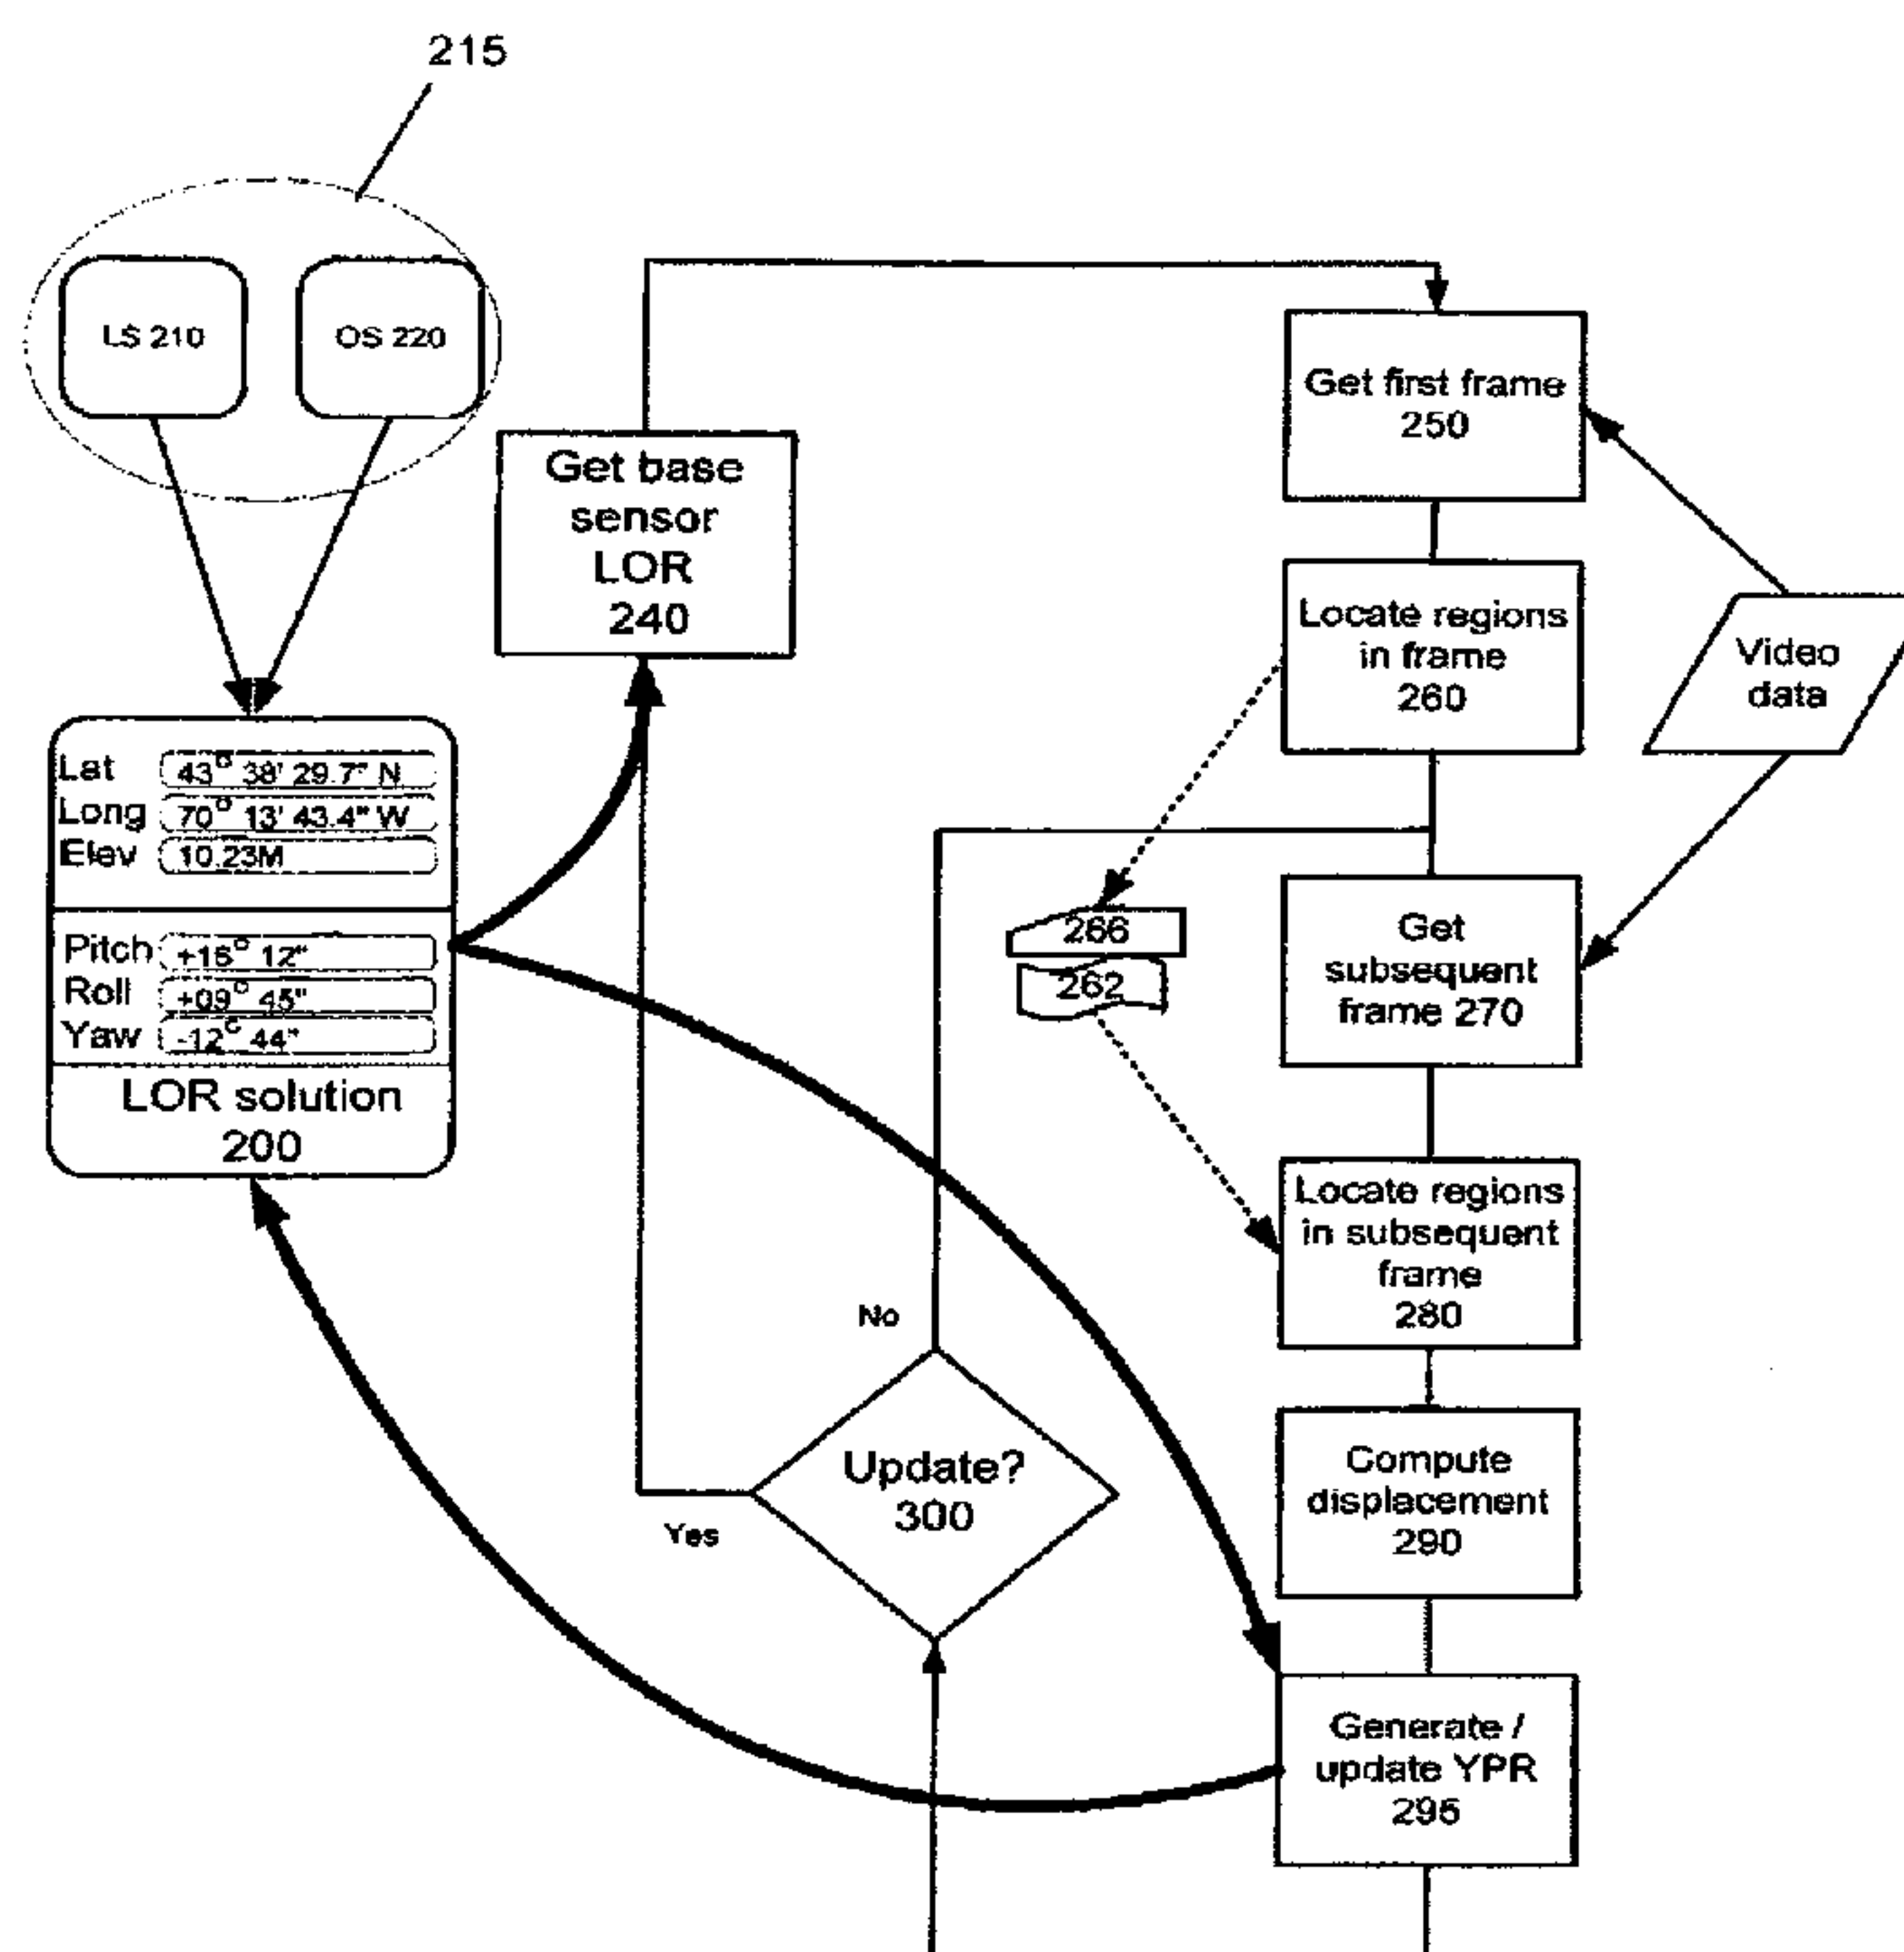 215
LS 210
OS 220
Get base
sensor
LOR
240
Get first frame
250
Locate regions
in frame
260
Video
data
Lat 43° 38' 29.7" N
Long 70° 13' 43.4" W
Elev 10.23M
Pitch +16° 12"
Roll +09° 45"
Yaw -12° 44"
LOR solution
200
266
262
Get
subsequent
frame 270
Locate regions
in subsequent
frame
280
No
Update?
300
Yes
Compute
displacement
290
Generate /
update YPR
295